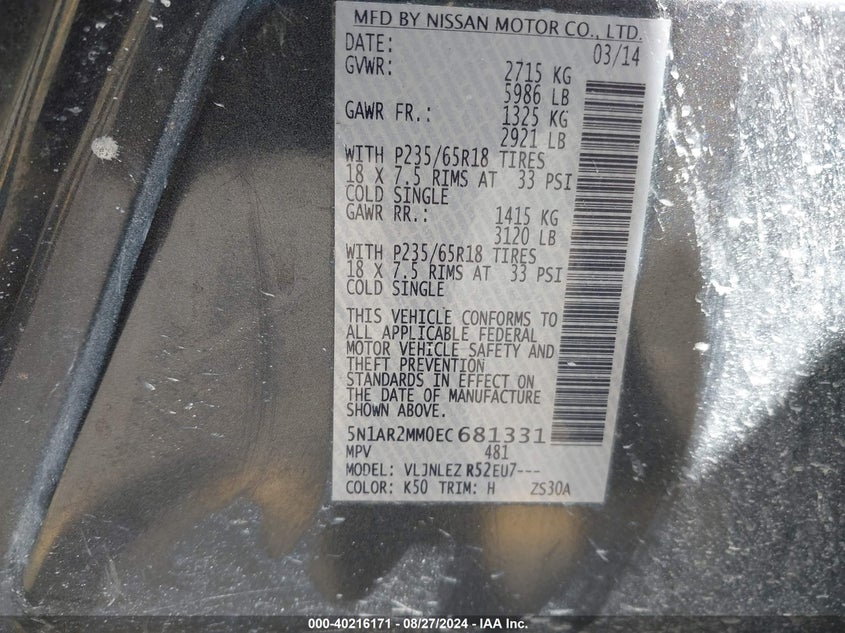 MFD BY NISSAN MOTOR CO., LTD.
DATE: 03/14
GVWR: 2715 KG
5986 LB
GAWR FR.: 1325 KG
2921 LB
WITH P235/65R18 TIRES
18 X 7.5 RIMS AT 33 PSI
COLD SINGLE
GAWR RR.: 1415 KG
3120 LB
WITH P235/65R18 TIRES
18 X 7.5 RIMS AT 33 PSI
COLD SINGLE
THIS VEHICLE CONFORMS TO
ALL APPLICABLE FEDERAL
MOTOR VEHICLE SAFETY AND
THEFT PREVENTION
STANDARDS IN EFFECT ON
THE DATE OF MANUFACTURE
SHOWN ABOVE.
5N1AR2MM0EC681331
MPV 481
MODEL: VLJNLEZ R52EU7---
COLOR: K50 TRIM: H ZS30A
000-40216171 - 08/27/2024 - IAA Inc.